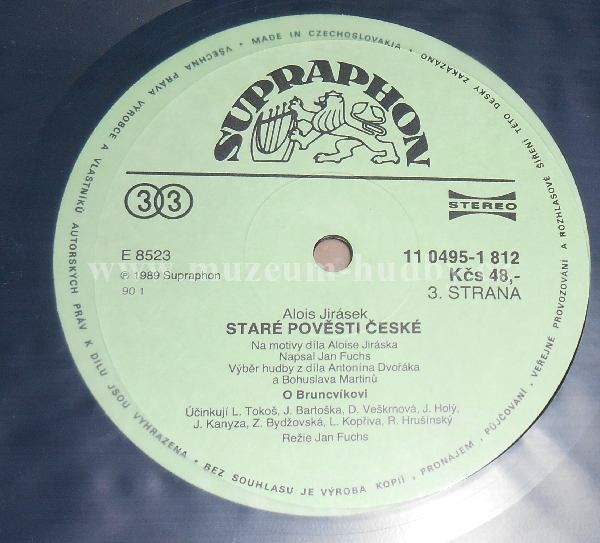 SUPRAPHON
33
STEREO
E 8523
℗ 1989 Supraphon
90 1
11 0495-1 812
Kčs 48,-
3. STRANA
www.muzeum-hudby
Alois Jirásek
STARÉ POVĚSTI ČESKÉ
Na motivy díla Aloise Jiráska
Napsal Jan Fuchs
Výběr hudby z díla Antonína Dvořáka
a Bohuslava Martinů
O Bruncvíkovi
Účinkují L. Tokoš, J. Bartoška, D. Veškrnová, J. Holý,
J. Kanyza, Z. Bydžovská, L. Kopřiva, R. Hrušínský
Režie Jan Fuchs
MADE IN CZECHOSLOVAKIA • VŠECHNA PRÁVA VÝROBCE A VLASTNÍKŮ AUTORSKÝCH PRÁV K DÍLU JSOU VYHRAZENA • BEZ SOUHLASU JE VÝROBA KOPIÍ, PRONÁJEM, PŮJČOVÁNÍ, VEŘEJNÉ PROVOZOVÁNÍ A ROZHLASOVÉ ŠÍŘENÍ TÉTO DESKY ZAKÁZÁNO